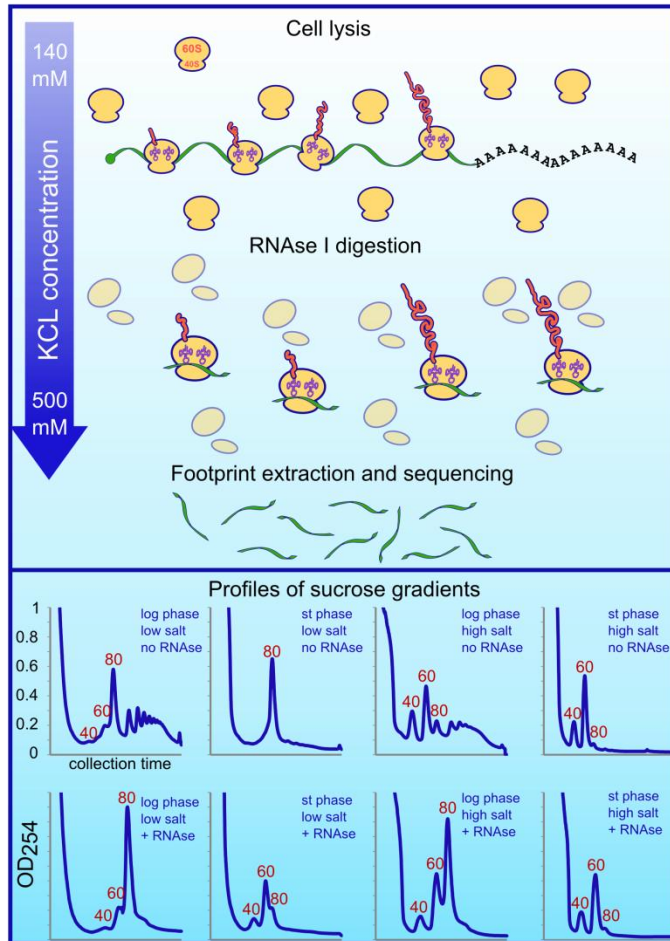 Cell lysis
140
mM
60S
40S
AAAAAAAAAAAAAAAAA
RNAse I digestion
KCL concentration
500
mM
Footprint extraction and sequencing
Profiles of sucrose gradients
1
0.8
0.6
0.4
0.2
0
log phase
low salt
no RNAse
80
60
40
st phase
low salt
no RNAse
80
log phase
high salt
no RNAse
60
40
80
st phase
high salt
no RNAse
60
40
80
collection time
OD254
log phase
low salt
+ RNAse
80
60
40
st phase
low salt
+ RNAse
60
40
80
log phase
high salt
+ RNAse
80
60
40
st phase
high salt
+ RNAse
60
40
80